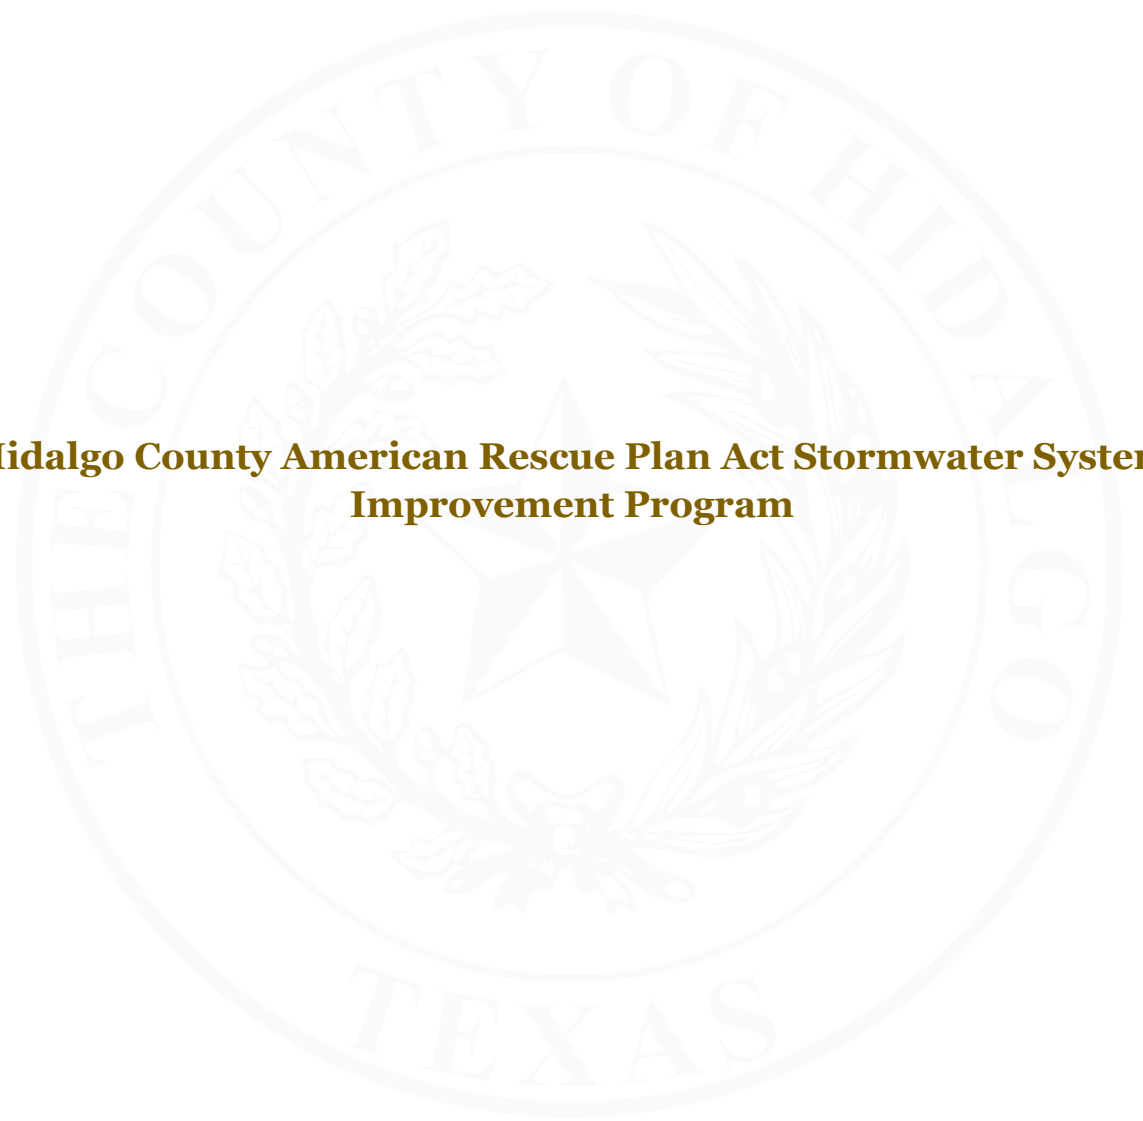 THE COUNTY OF HIDALGO
Hidalgo County American Rescue Plan Act Stormwater System
Improvement Program
TEXAS